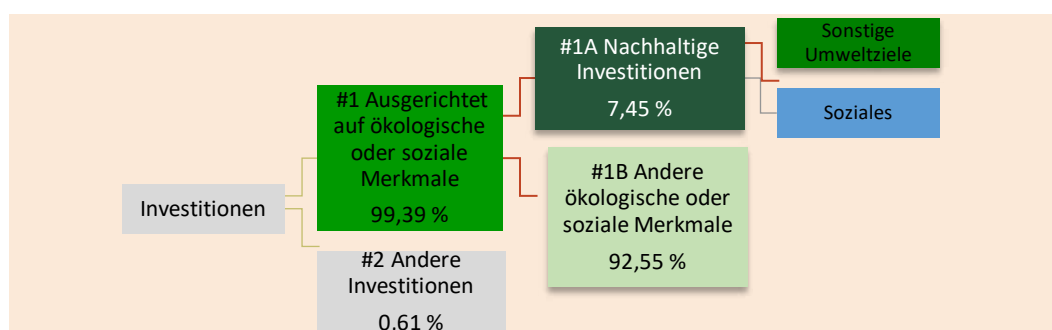 Investitionen
#1 Ausgerichtet
auf ökologische
oder soziale
Merkmale
99,39 %
#2 Andere
Investitionen
0,61 %
#1A Nachhaltige
Investitionen
7,45 %
#1B Andere
ökologische oder
soziale Merkmale
92,55 %
Sonstige
Umweltziele
Soziales